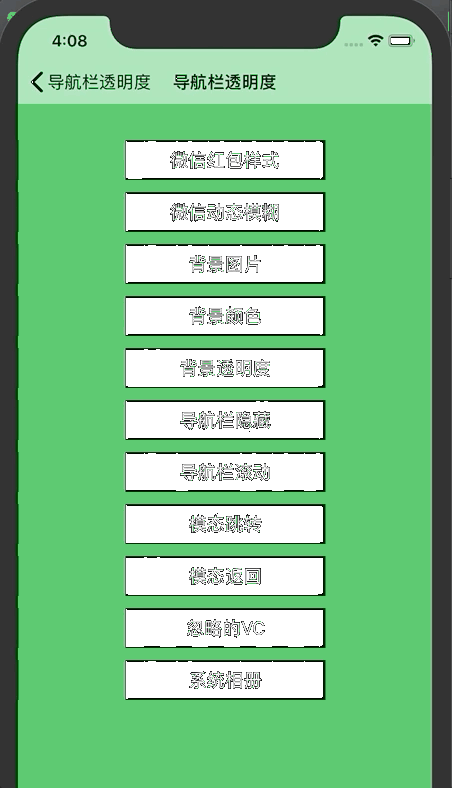 4:08
导航栏透明度 导航栏透明度
微信红包样式
微信动态模糊
背景图片
背景颜色
背景透明度
导航栏隐藏
导航栏滚动
模态跳转
模态返回
忽略的VC
系统相册